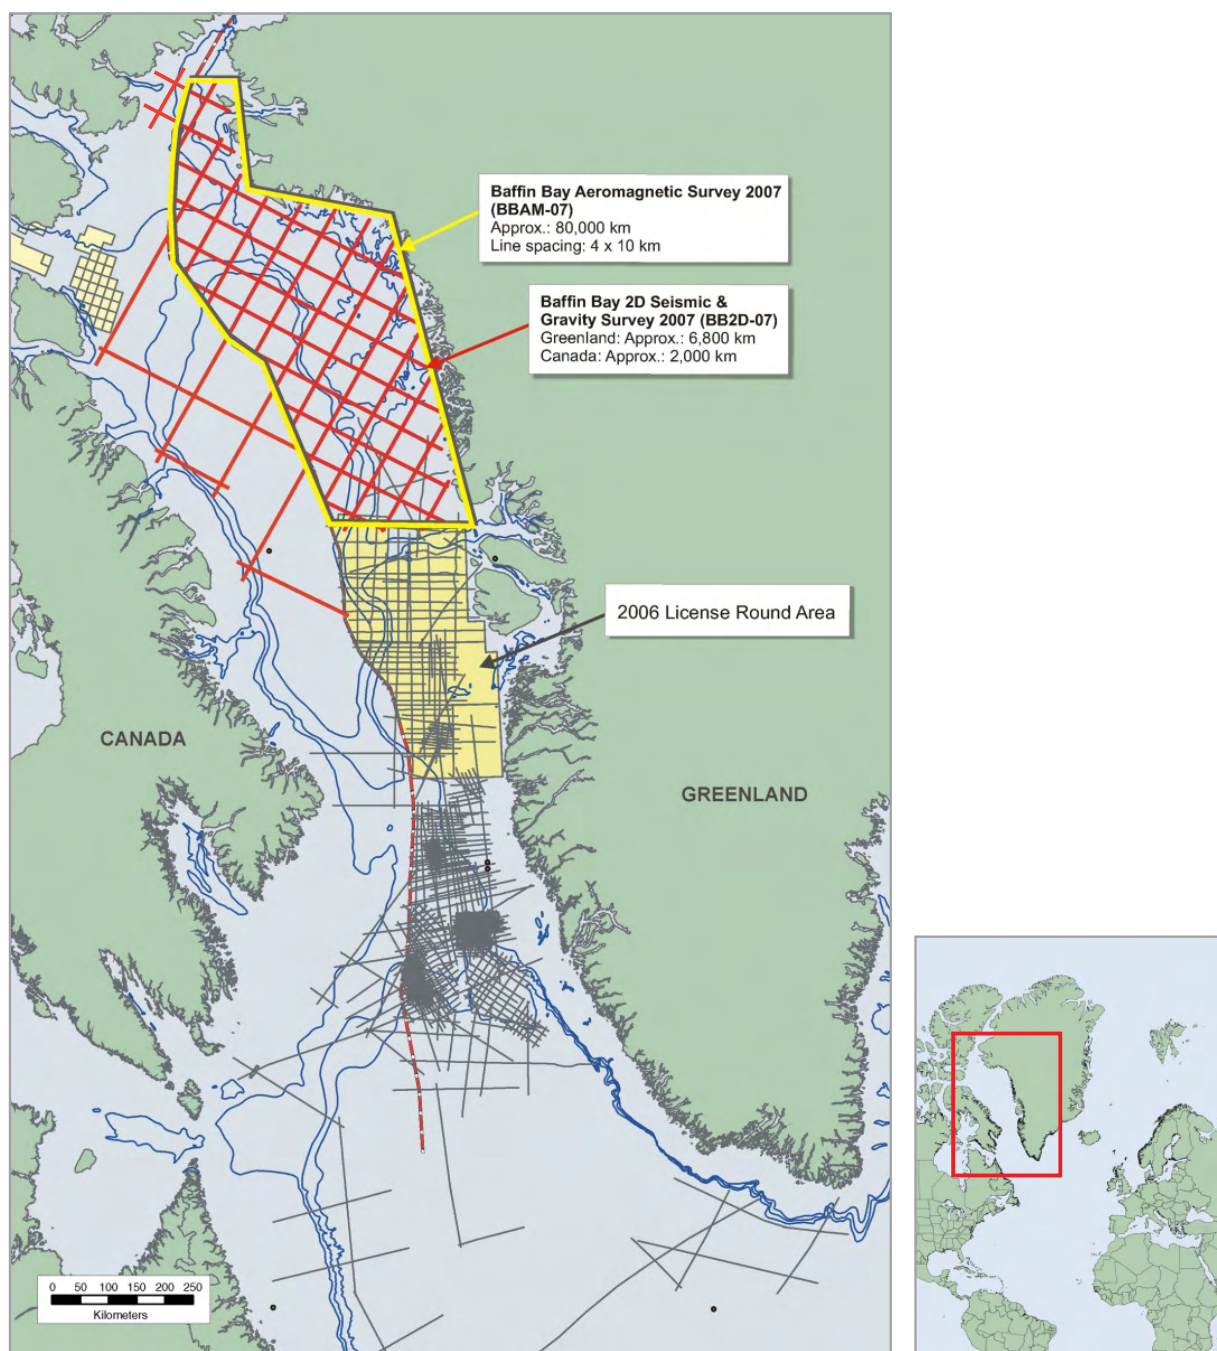 Baffin Bay Aeromagnetic Survey 2007
(BBAM-07)
Approx.: 80,000 km
Line spacing: 4 x 10 km
Baffin Bay 2D Seismic &
Gravity Survey 2007 (BB2D-07)
Greenland: Approx.: 6,800 km
Canada: Approx.: 2,000 km
2006 License Round Area
CANADA
GREENLAND
0 50 100 150 200 250
Kilometers